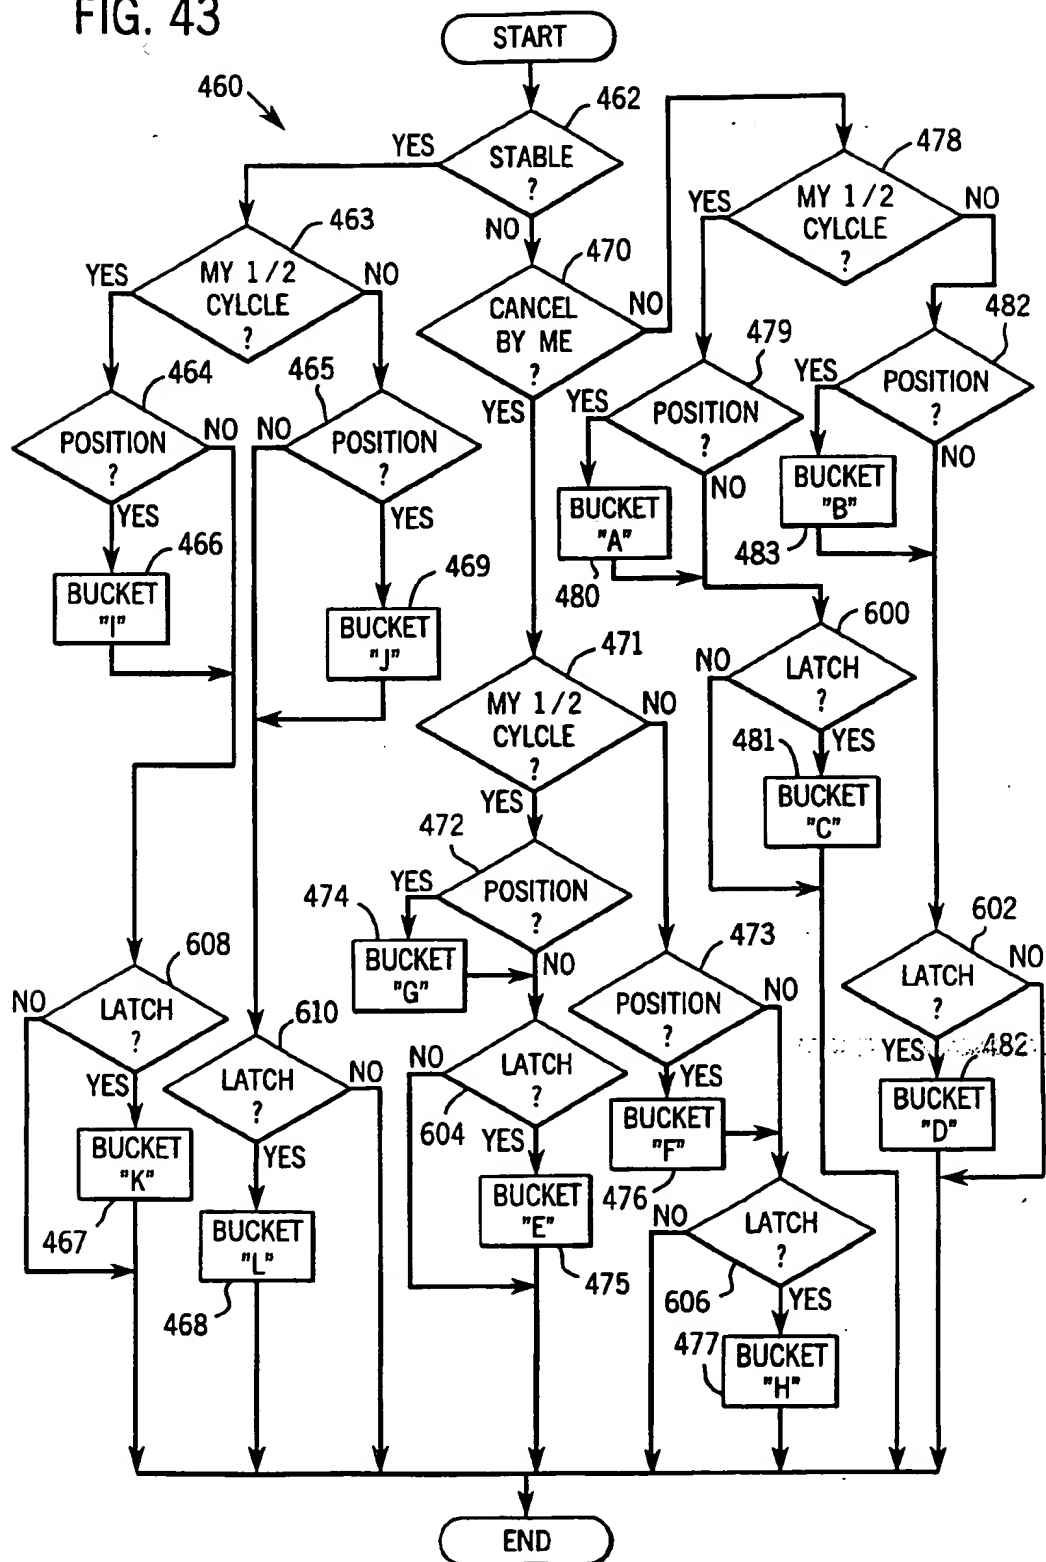 FIG. 43
START
460
462
STABLE
?
YES
NO
478
MY 1/2
CYLCLE
?
YES
NO
463
MY 1/2
CYLCLE
?
YES
NO
470
CANCEL
BY ME
?
NO
YES
482
POSITION
?
YES
NO
479
POSITION
?
YES
NO
464
POSITION
?
NO
YES
465
POSITION
?
NO
YES
BUCKET
"B"
483
BUCKET
"A"
480
466
BUCKET
"I"
469
BUCKET
"J"
600
LATCH
?
NO
YES
471
MY 1/2
CYLCLE
?
NO
YES
481
BUCKET
"C"
472
POSITION
?
YES
NO
474
BUCKET
"G"
473
POSITION
?
NO
YES
602
LATCH
?
NO
YES
608
LATCH
?
NO
YES
610
LATCH
?
NO
YES
LATCH
?
NO
604
YES
482
BUCKET
"D"
BUCKET
"F"
476
BUCKET
"K"
467
BUCKET
"L"
468
BUCKET
"E"
475
LATCH
?
NO
606
YES
477
BUCKET
"H"
END